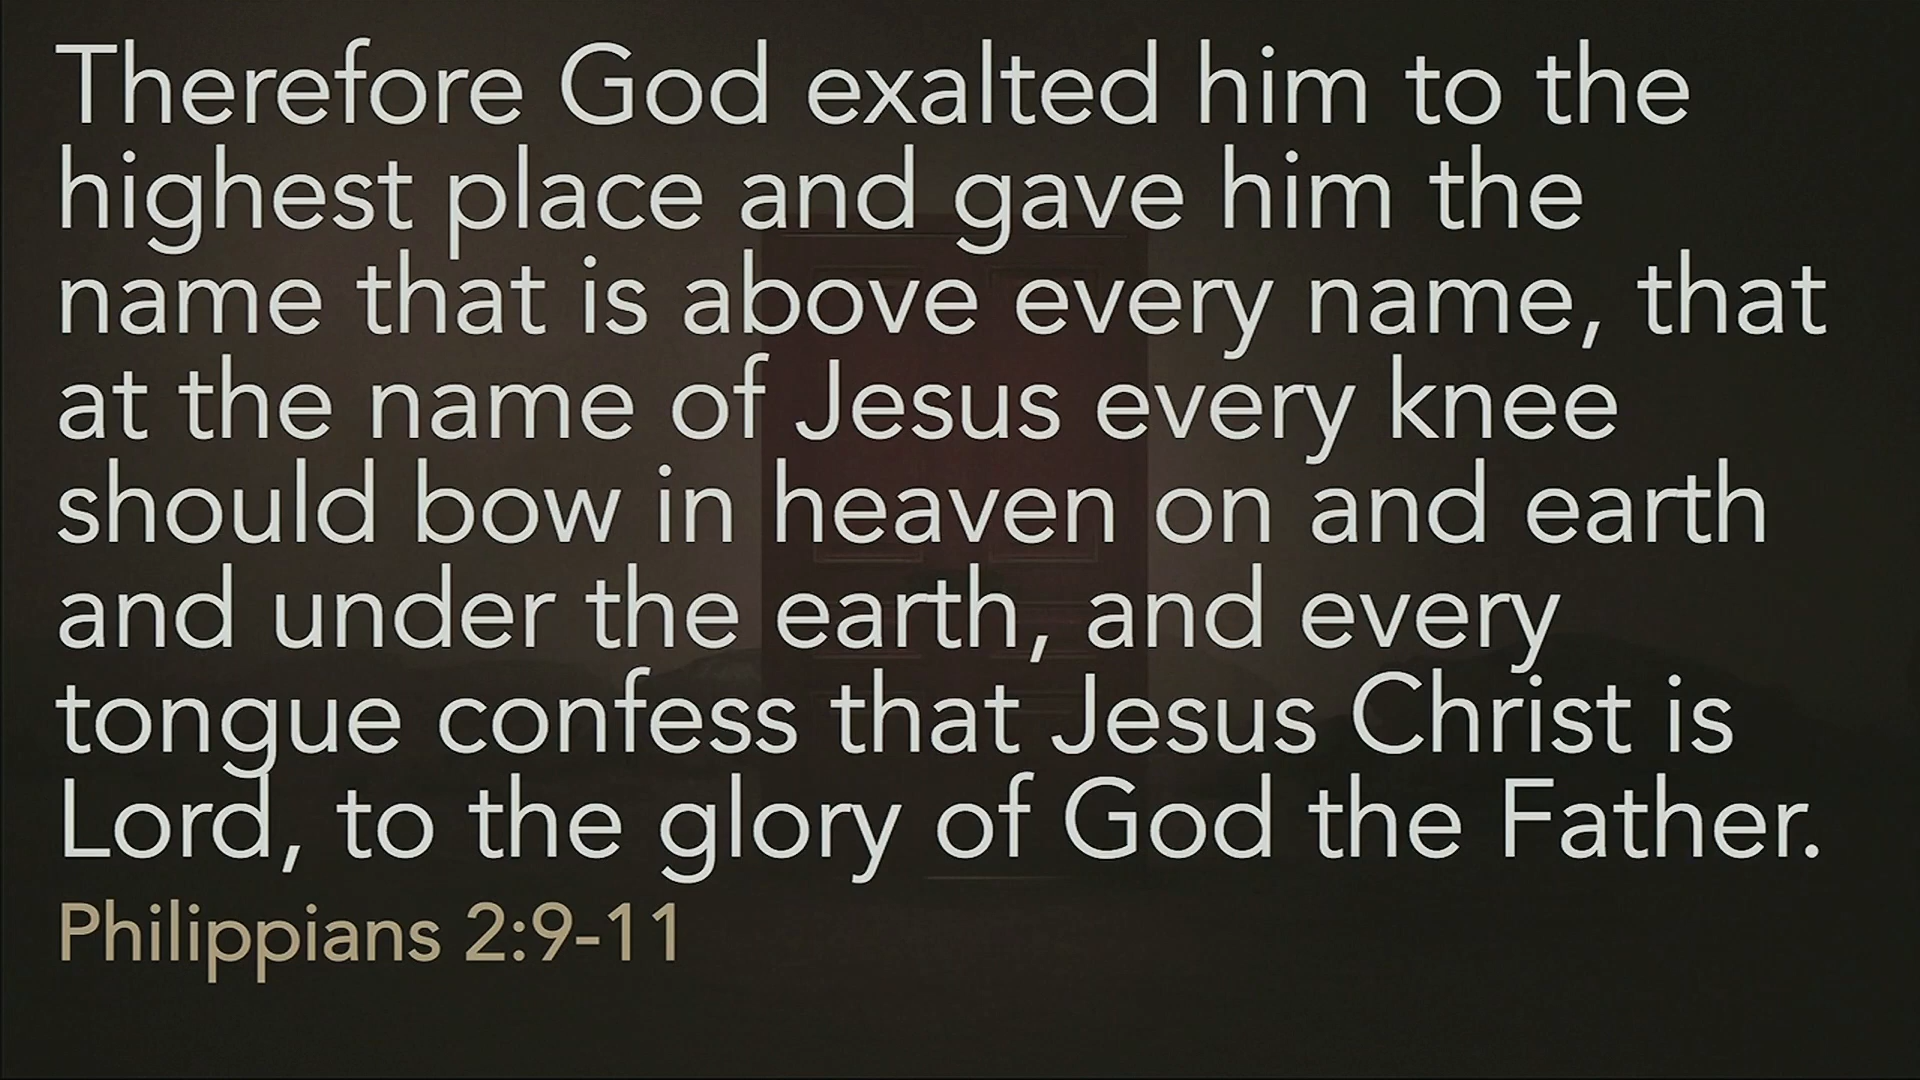 Therefore God exalted him to the
highest place and gave him the
name that is above every name, that
at the name of Jesus every knee
should bow in heaven on and earth
and under the earth, and every
tongue confess that Jesus Christ is
Lord, to the glory of God the Father.
Philippians 2:9-11